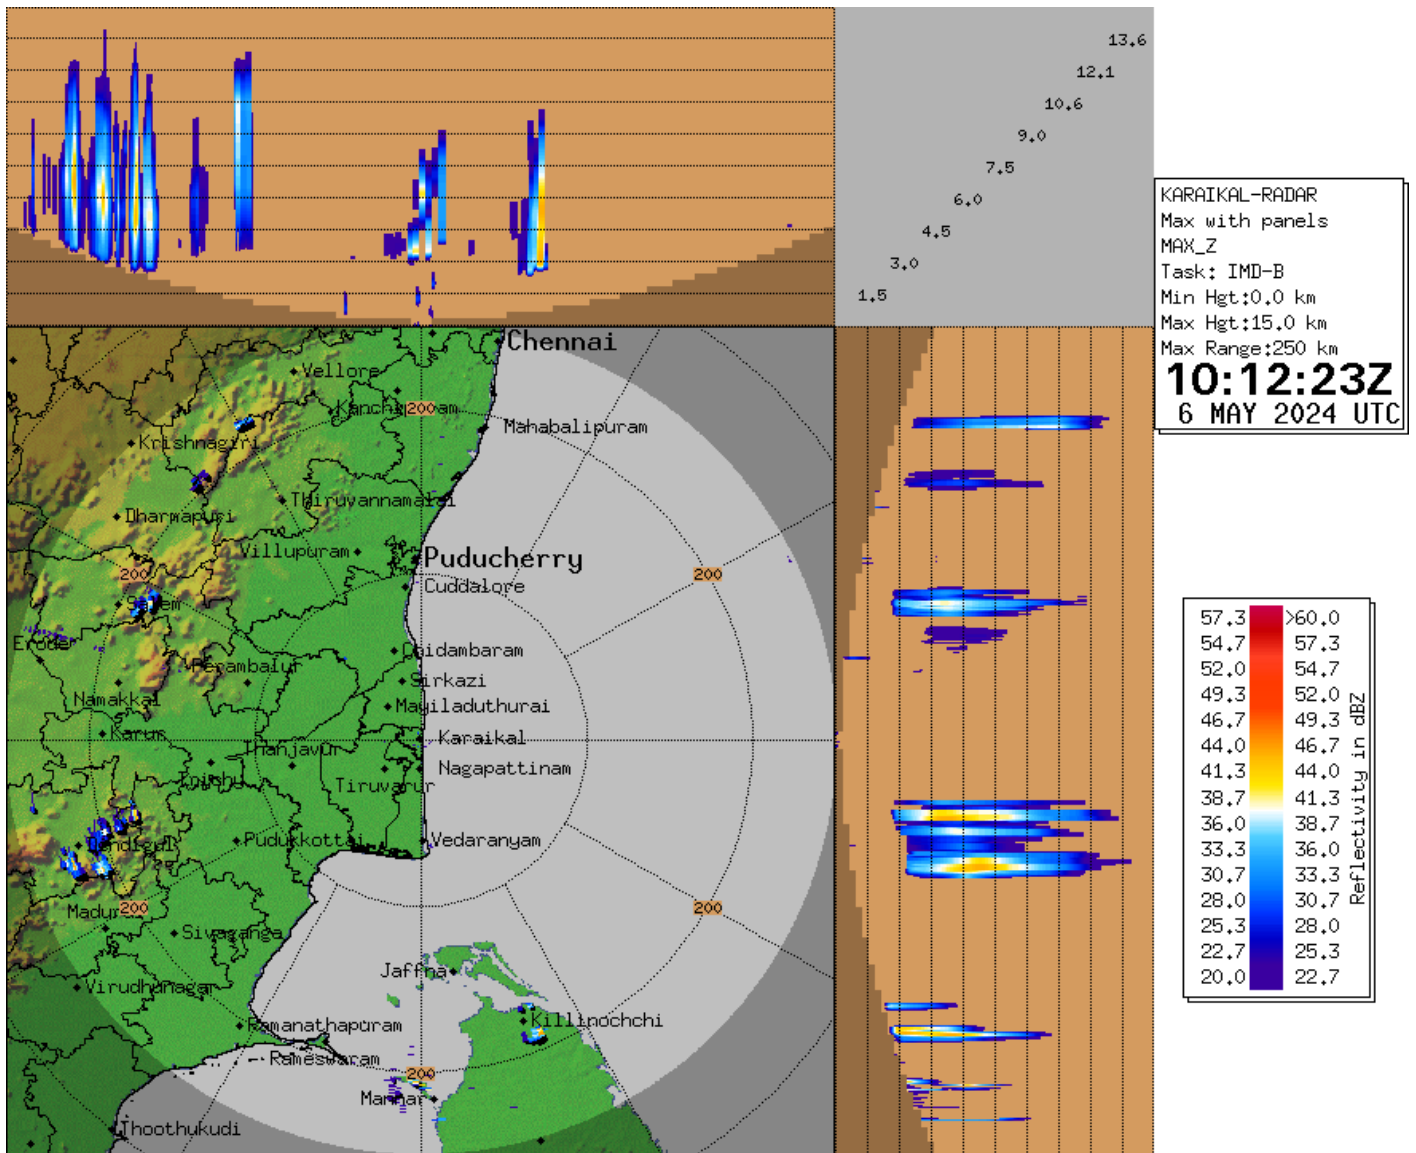 13.6
12.1
10.6
9.0
7.5
6.0
4.5
3.0
1.5
KARAIKAL-RADAR
Max with panels
MAX_Z
Task: IMD-B
Min Hgt:0.0 km
Max Hgt:15.0 km
Max Range:250 km
10:12:23Z
6 MAY 2024 UTC
Chennai
Vellore
200
Mahabalipuram
Krishnagiri
Thiruvannamalai
Dharmapuri
Villupuram
Puducherry
200
200
Cuddalore
Salem
Erode
Chidambaram
Perambalur
Sirkazi
Namakkal
Mayiladuthurai
Karur
Karaikal
Thanjavur
Nagapattinam
Tiruvarur
Dindigul
Pudukkottai
Vedaranyam
Madurai
200
200
Sivaganga
Jaffna
Virudhunagar
Ramanathapuram
Killinochchi
Rameswaram
200
Mannar
Thoothukudi
57.3 >60.0
54.7 57.3
52.0 54.7
49.3 52.0
46.7 49.3
44.0 46.7
41.3 44.0
38.7 41.3
36.0 38.7
33.3 36.0
30.7 33.3
28.0 30.7
25.3 28.0
22.7 25.3
20.0 22.7
Reflectivity in dBZ